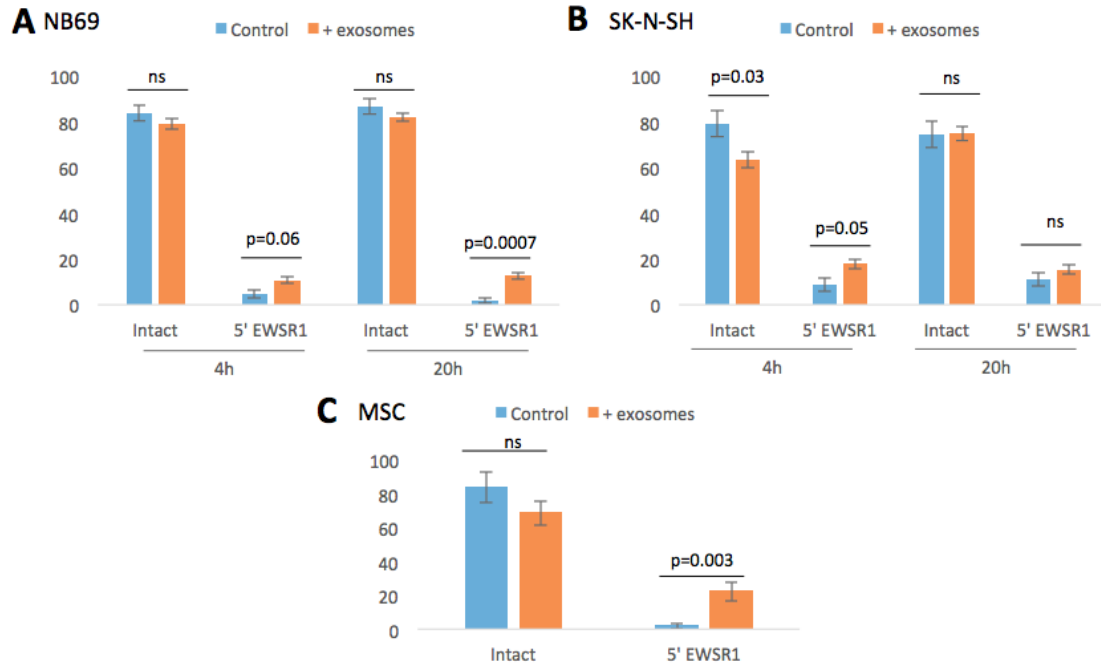 A NB69
Control + exosomes
100
80
60
40
20
0
ns
ns
p=0.06
p=0.0007
Intact 5' EWSR1 Intact 5' EWSR1
4h 20h
B SK-N-SH
Control + exosomes
100
80
60
40
20
0
p=0.03
ns
p=0.05
ns
Intact 5' EWSR1 Intact 5' EWSR1
4h 20h
C MSC
Control + exosomes
100
80
60
40
20
0
ns
p=0.003
Intact 5' EWSR1